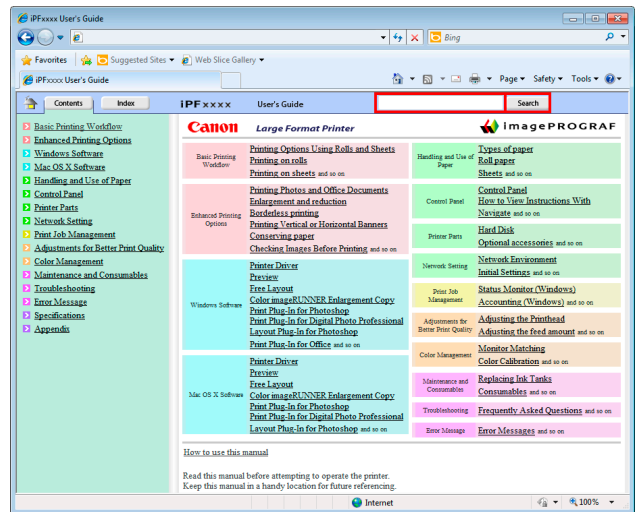 iPFxxxx User's Guide
Bing
Favorites Suggested Sites Web Slice Gallery
iPFxxxx User's Guide
Page Safety Tools
Contents Index iPFxxxx User's Guide Search
Basic Printing Workflow
Enhanced Printing Options
Windows Software
Mac OS X Software
Handling and Use of Paper
Control Panel
Printer Parts
Network Setting
Print Job Management
Adjustments for Better Print Quality
Color Management
Maintenance and Consumables
Troubleshooting
Error Message
Specifications
Appendix
Canon Large Format Printer imagePROGRAF
Basic Printing
Workflow
Printing Options Using Rolls and Sheets
Printing on rolls
Printing on sheets and so on
Enhanced Printing
Options
Printing Photos and Office Documents
Enlargement and reduction
Borderless printing
Printing Vertical or Horizontal Banners
Conserving paper
Checking Images Before Printing and so on
Windows Software
Printer Driver
Preview
Free Layout
Color imageRUNNER Enlargement Copy
Print Plug-In for Photoshop
Print Plug-In for Digital Photo Professional
Layout Plug-In for Photoshop
Print Plug-In for Office and so on
Mac OS X Software
Printer Driver
Preview
Free Layout
Color imageRUNNER Enlargement Copy
Print Plug-In for Photoshop
Print Plug-In for Digital Photo Professional
Layout Plug-In for Photoshop and so on
Handling and Use of
Paper
Types of paper
Roll paper
Sheets and so on
Control Panel
Control Panel
How to View Instructions With
Navigate and so on
Printer Parts
Hard Disk
Optional accessories and so on
Network Setting
Network Environment
Initial Settings and so on
Print Job
Management
Status Monitor (Windows)
Accounting (Windows) and so on
Adjustments for
Better Print Quality
Adjusting the Printhead
Adjusting the feed amount and so on
Color Management
Monitor Matching
Color Calibration and so on
Maintenance and
Consumables
Replacing Ink Tanks
Consumables and so on
Troubleshooting
Frequently Asked Questions and so on
Error Message
Error Messages and so on
How to use this manual
Read this manual before attempting to operate the printer.
Keep this manual in a handy location for future referencing.
Internet 100%